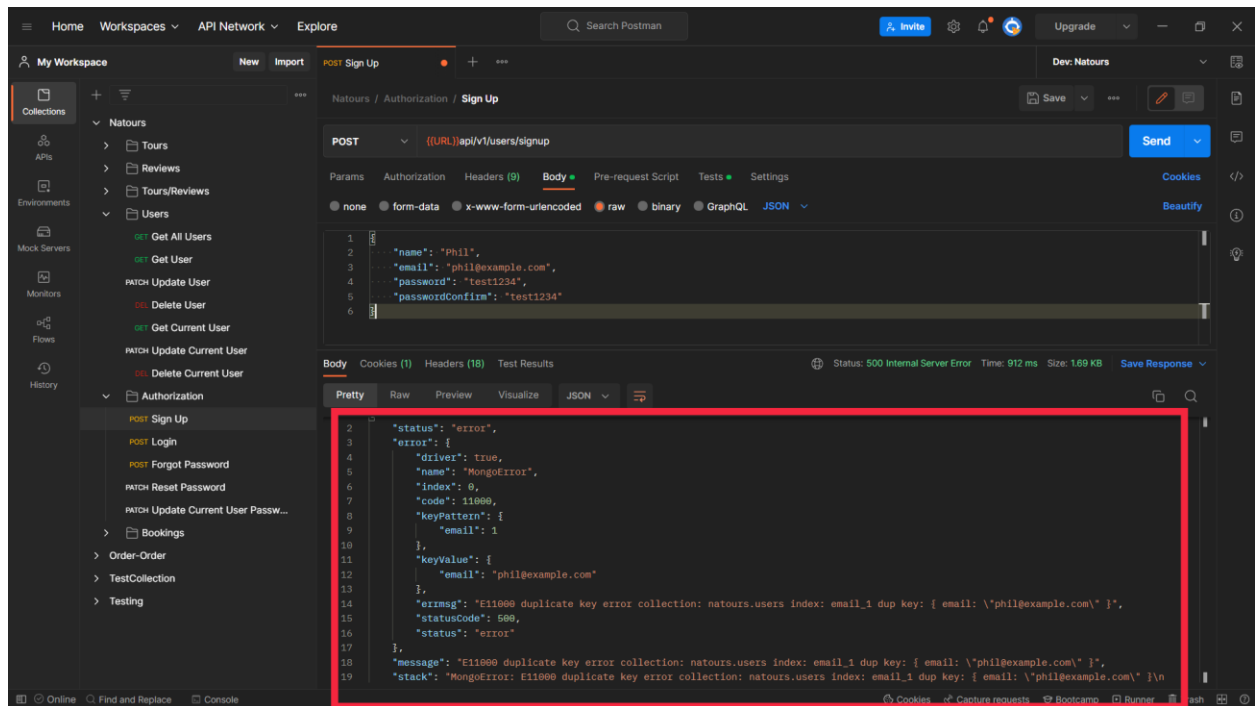 Home Workspaces API Network Explore Search Postman Invite Upgrade
My Workspace New Import
POST Sign Up
Dev: Natours
Collections
APIs
Environments
Mock Servers
Monitors
Flows
History
Natours
Tours
Reviews
Tours/Reviews
Users
GET Get All Users
GET Get User
PATCH Update User
DEL Delete User
GET Get Current User
PATCH Update Current User
DEL Delete Current User
Authorization
POST Sign Up
POST Login
POST Forgot Password
PATCH Reset Password
PATCH Update Current User Passw...
Bookings
Order-Order
TestCollection
Testing
Natours / Authorization / Sign Up
Save
POST {{URL}}api/v1/users/signup Send
Params Authorization Headers (9) Body Pre-request Script Tests Settings Cookies
none form-data x-www-form-urlencoded raw binary GraphQL JSON Beautify
1 {
2 "name": "Phil",
3 "email": "phil@example.com",
4 "password": "test1234",
5 "passwordConfirm": "test1234"
6 }
Body Cookies (1) Headers (18) Test Results Status: 500 Internal Server Error Time: 912 ms Size: 1.69 KB Save Response
Pretty Raw Preview Visualize JSON
2 "status": "error",
3 "error": {
4 "driver": true,
5 "name": "MongoError",
6 "index": 0,
7 "code": 11000,
8 "keyPattern": {
9 "email": 1
10 },
11 "keyValue": {
12 "email": "phil@example.com"
13 },
14 "errmsg": "E11000 duplicate key error collection: natours.users index: email_1 dup key: { email: \"phil@example.com\" }",
15 "statusCode": 500,
16 "status": "error"
17 },
18 "message": "E11000 duplicate key error collection: natours.users index: email_1 dup key: { email: \"phil@example.com\" }",
19 "stack": "MongoError: E11000 duplicate key error collection: natours.users index: email_1 dup key: { email: \"phil@example.com\" }\n
Online Find and Replace Console Cookies Capture requests Bootcamp Runner Trash